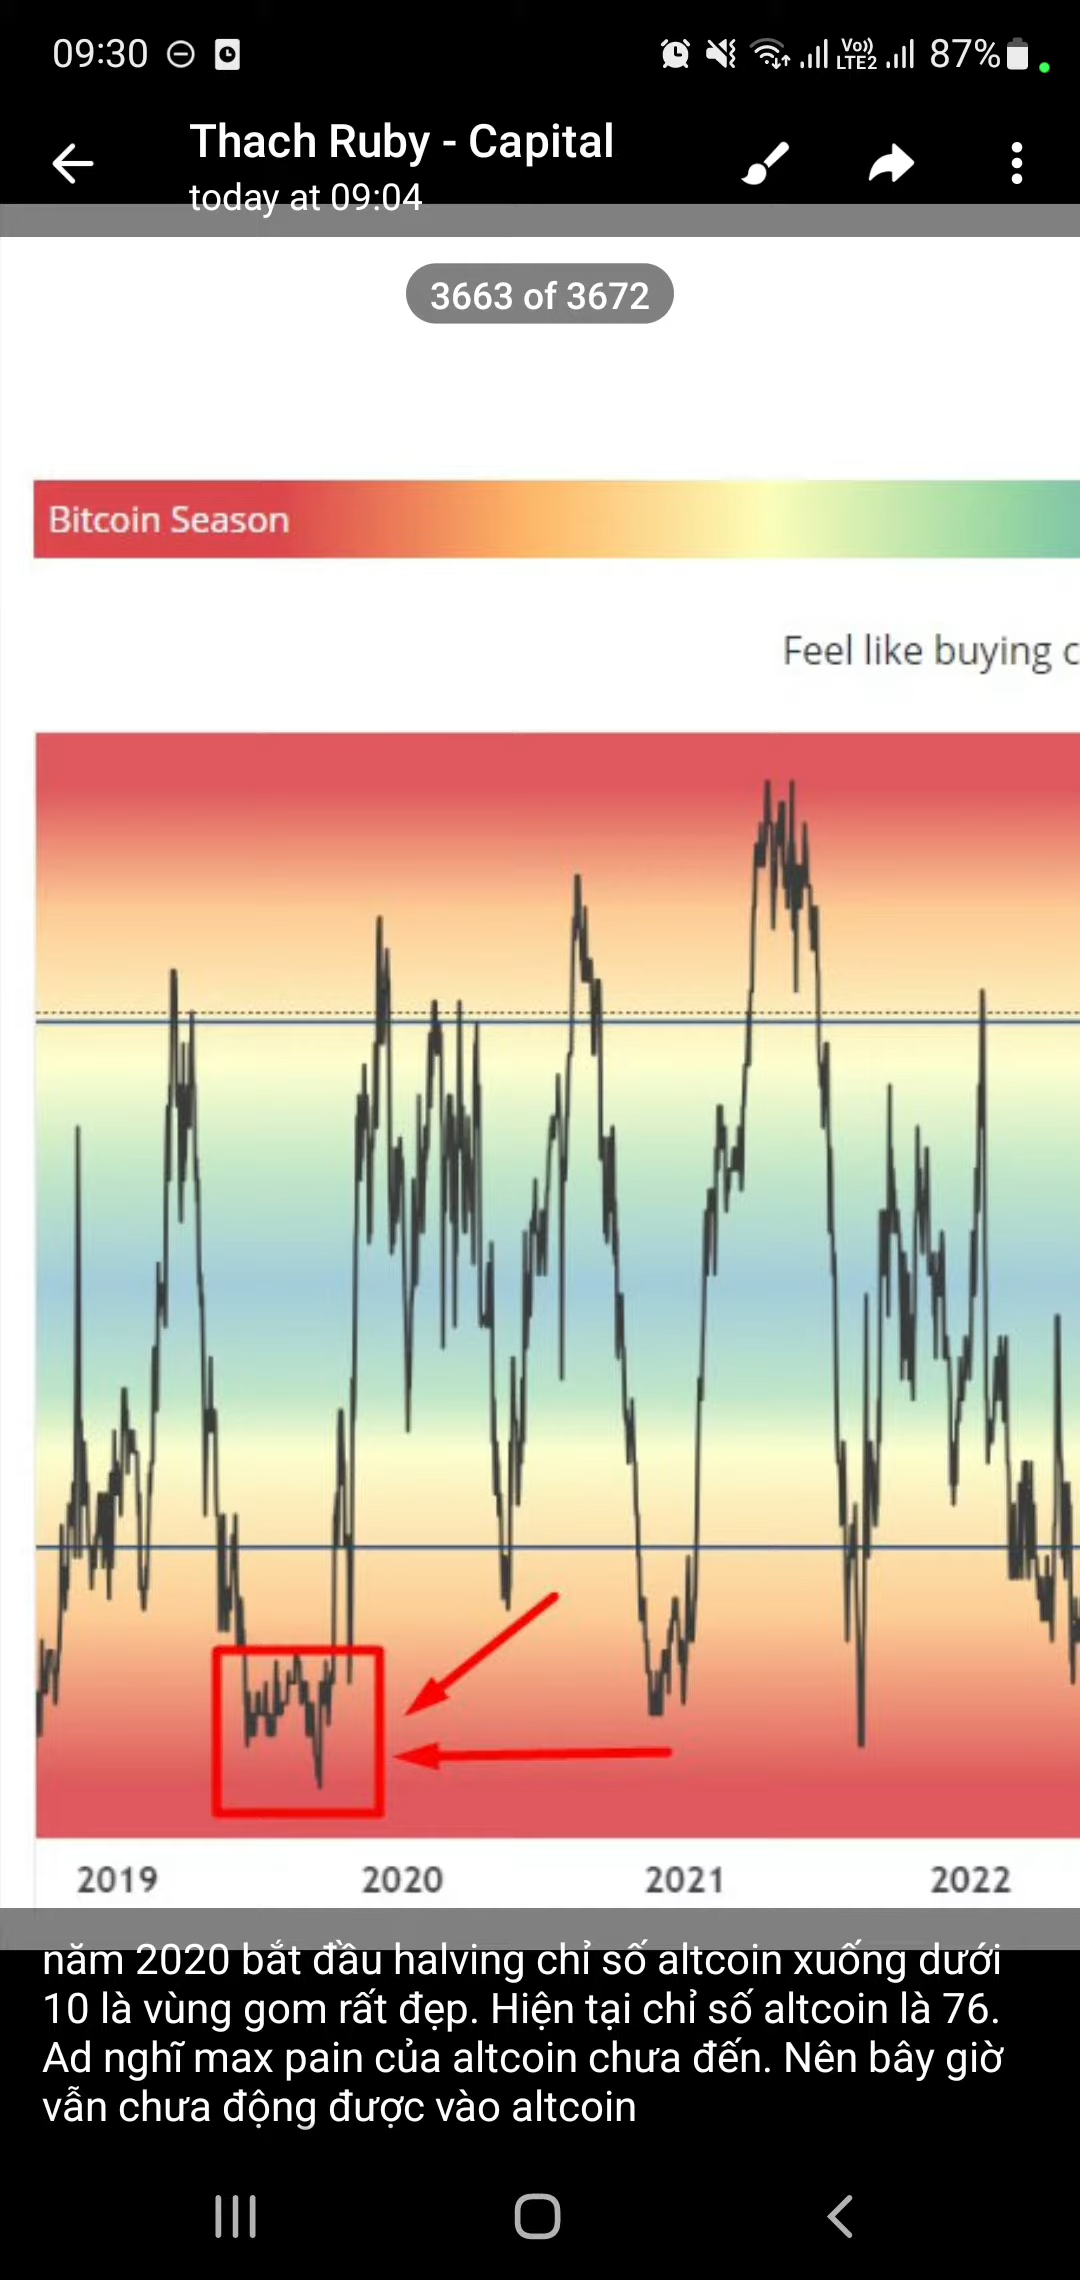 09:30
Vo))
LTE2
87%
Thach Ruby - Capital
today at 09:04
3663 of 3672
Bitcoin Season
Feel like buying c
2019 2020 2021 2022
năm 2020 bắt đầu halving chỉ số altcoin xuống dưới
10 là vùng gom rất đẹp. Hiện tại chỉ số altcoin là 76.
Ad nghĩ max pain của altcoin chưa đến. Nên bây giờ
vẫn chưa động được vào altcoin